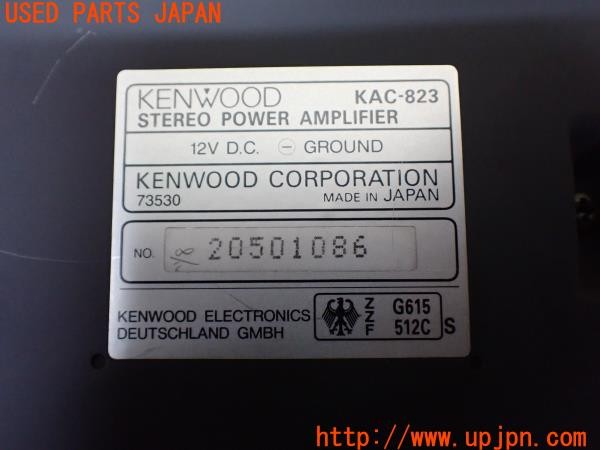 USED PARTS JAPAN
KENWOOD KAC-823
STEREO POWER AMPLIFIER
12V D.C. ⊖ GROUND
KENWOOD CORPORATION
73530 MADE IN JAPAN
NO. 20501086
KENWOOD ELECTRONICS
DEUTSCHLAND GMBH
ZZF
G615
512C S
http://www.upjpn.com/